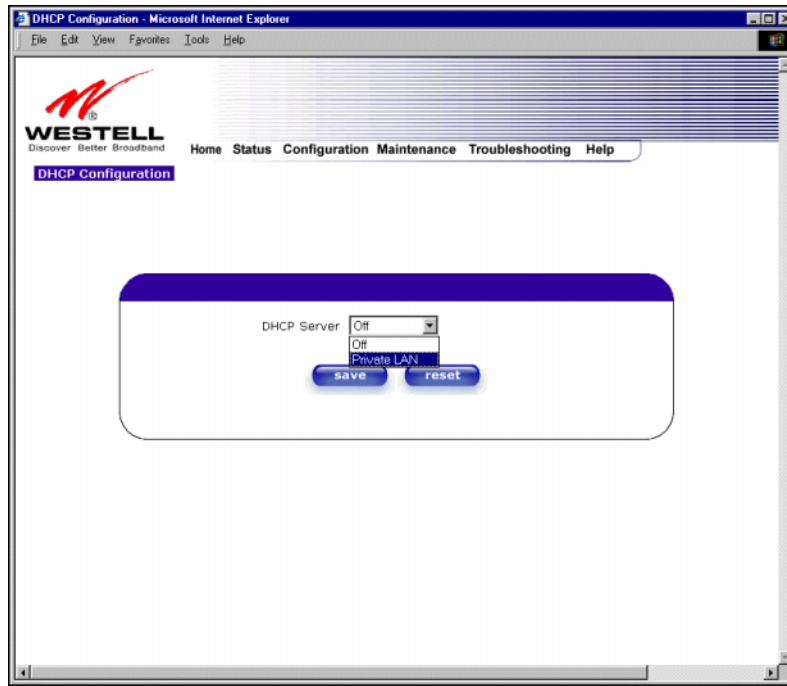 DHCP Configuration - Microsoft Internet Explorer
File Edit View Favorites Tools Help
®
WESTELL
Discover Better Broadband
Home Status Configuration Maintenance Troubleshooting Help
DHCP Configuration
DHCP Server Off
Off
Private LAN
save reset